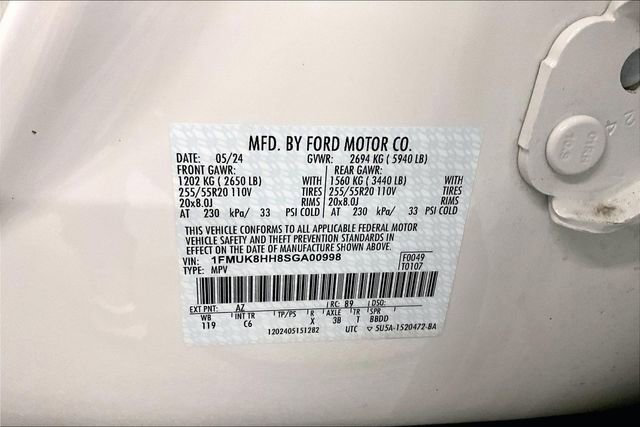 MFD. BY FORD MOTOR CO.
DATE: 05/24 GVWR: 2694 KG ( 5940 LB)
FRONT GAWR: REAR GAWR:
1202 KG ( 2650 LB) WITH 1560 KG ( 3440 LB) WITH
255/55R20 110V TIRES 255/55R20 110V TIRES
20x8.0J RIMS 20x8.0J RIMS
AT 230 kPa/ 33 PSI COLD AT 230 kPa/ 33 PSI COLD
THIS VEHICLE CONFORMS TO ALL APPLICABLE FEDERAL MOTOR
VEHICLE SAFETY AND THEFT PREVENTION STANDARDS IN
EFFECT ON THE DATE OF MANUFACTURE SHOWN ABOVE.
VIN: 1FMUK8HH8SGA00998 F0049
TYPE: MPV T0107
EXT PNT: AZ RC: B9 DSO:
WB INT TR TP/PS R AXLE TR SPR
119 C6 X 3B T BBDD
1202405151282 UTC ▽ SU5A-1520472-BA